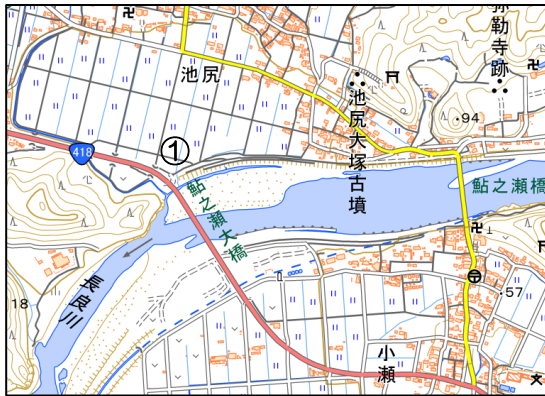 弥勒寺跡
池尻
池尻大塚古墳
94
418
①
鮎之瀬大橋
鮎之瀬橋
長良川
18
57
小瀬